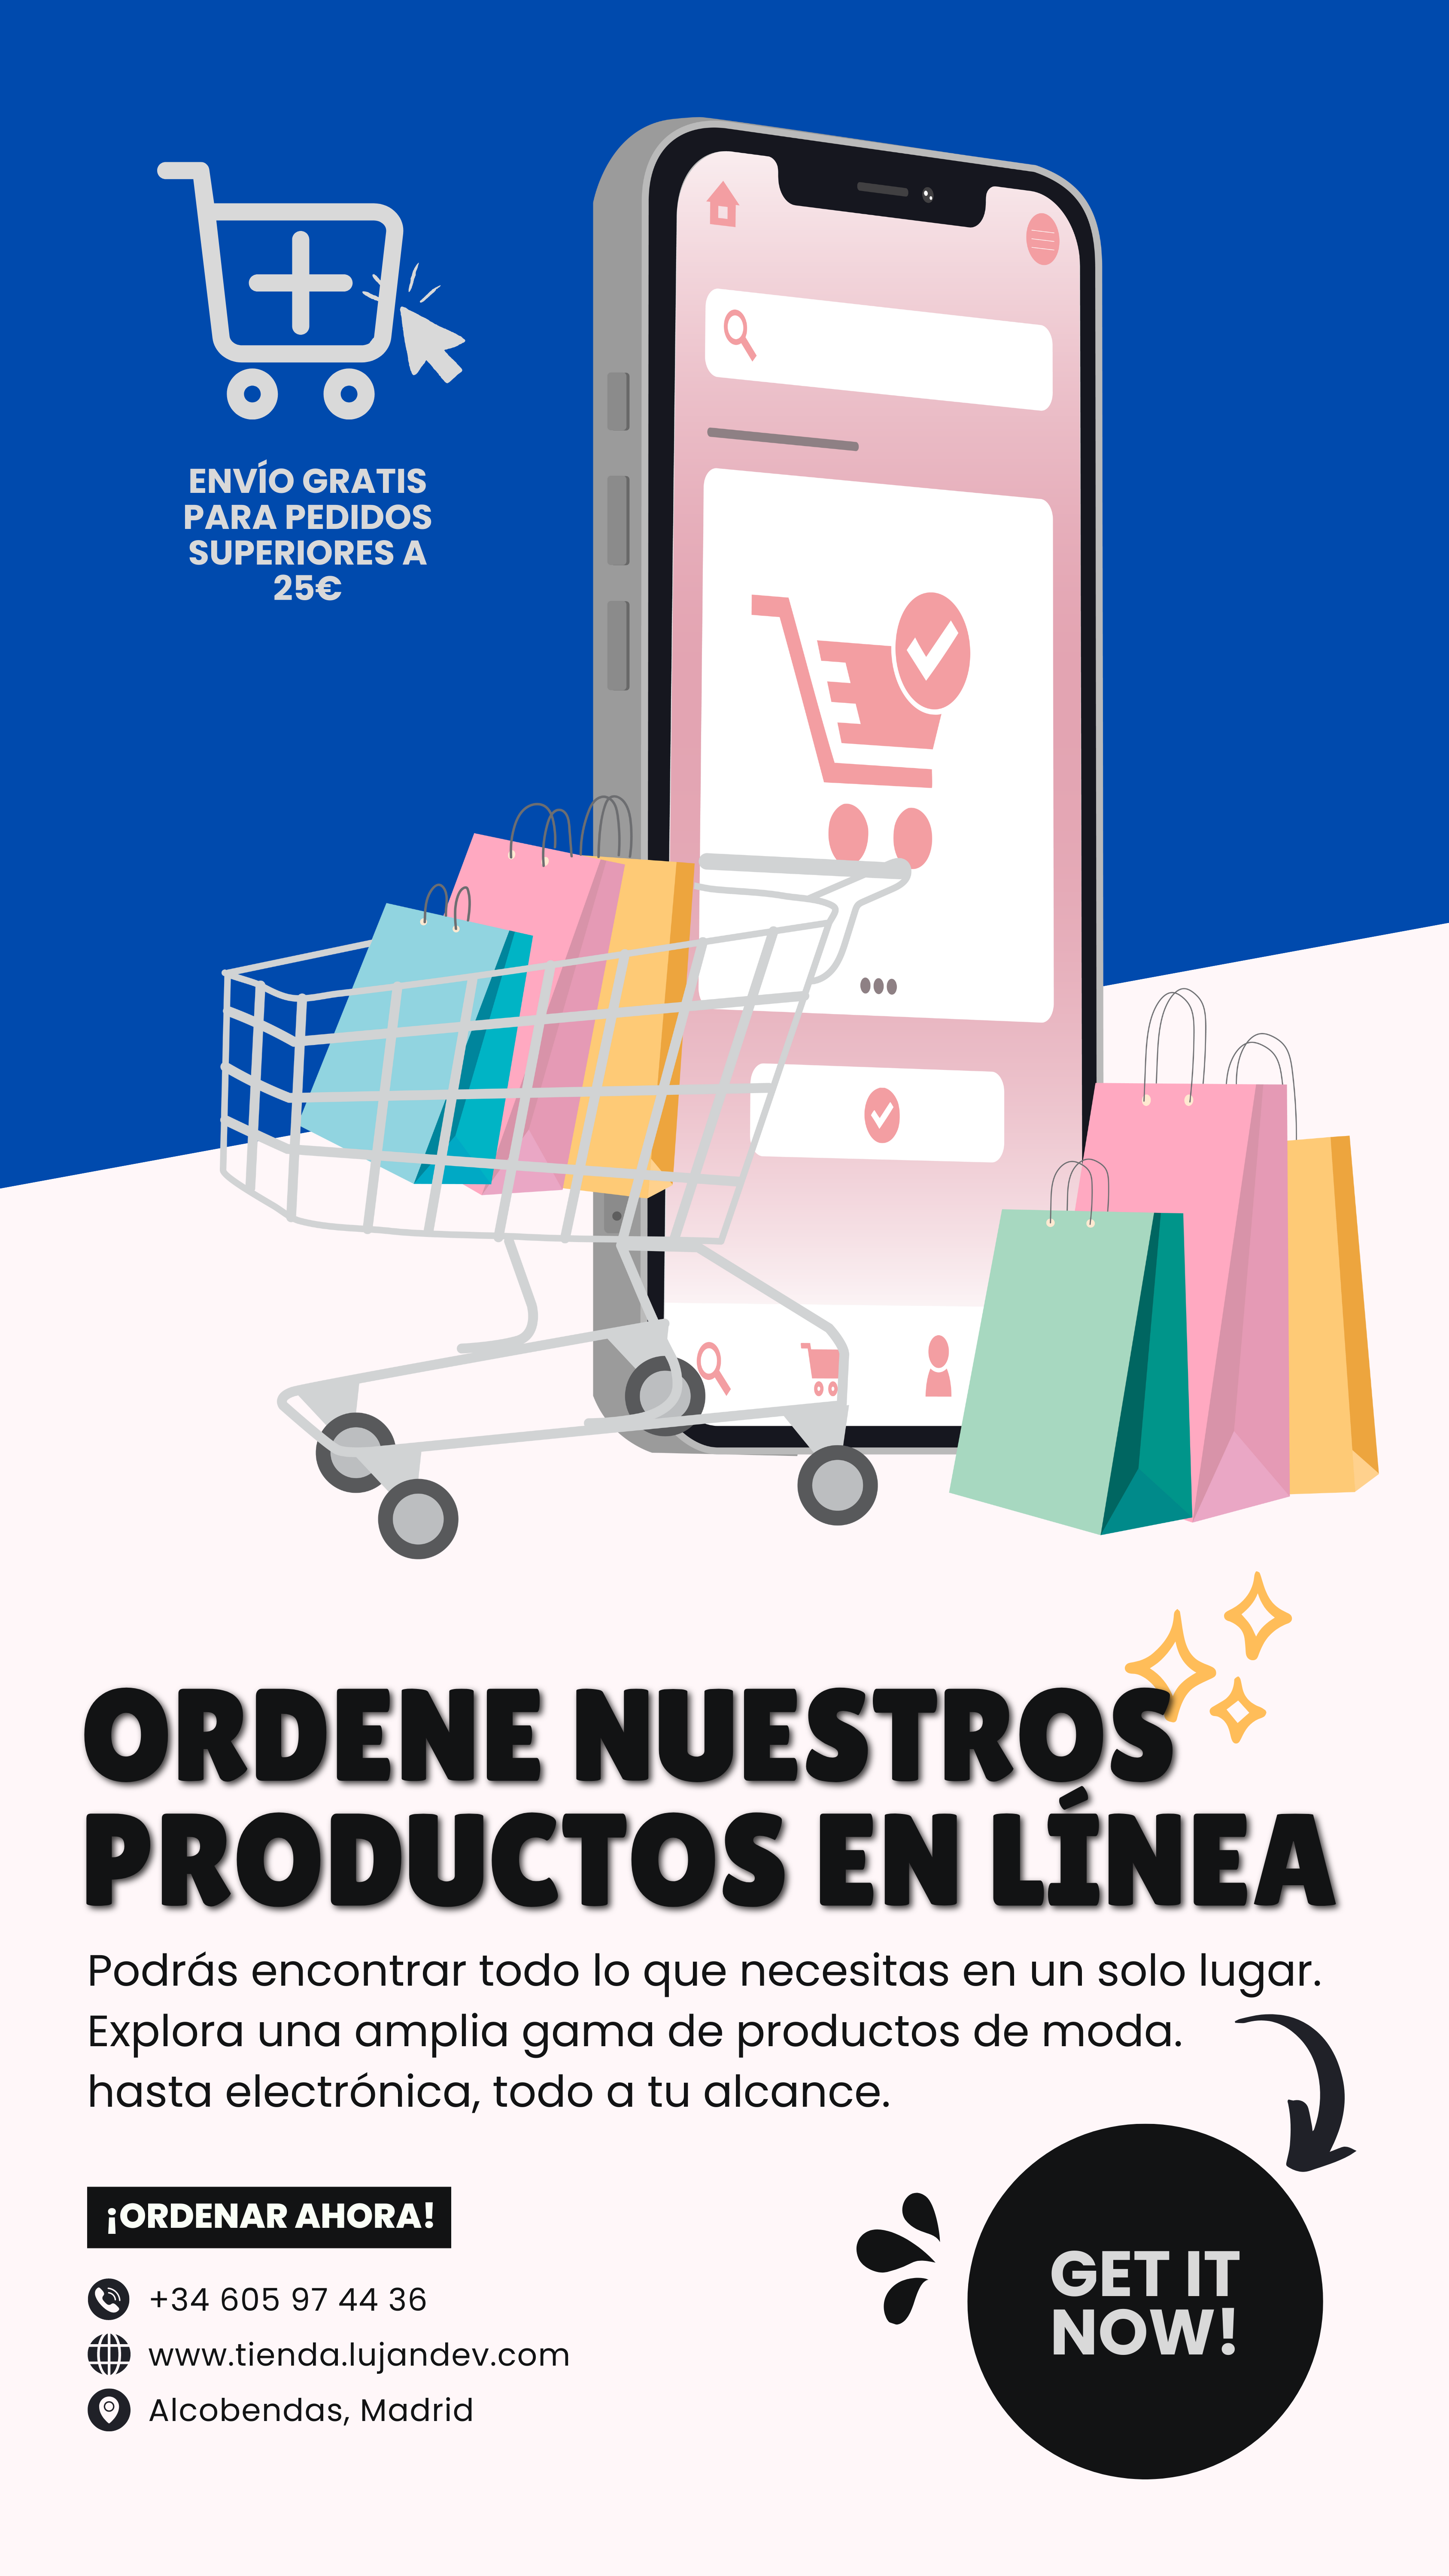 ENVÍO GRATIS
PARA PEDIDOS
SUPERIORES A
25€
ORDENE NUESTROS
PRODUCTOS EN LÍNEA
Podrás encontrar todo lo que necesitas en un solo lugar.
Explora una amplia gama de productos de moda.
hasta electrónica, todo a tu alcance.
¡ORDENAR AHORA!
+34 605 97 44 36
www.tienda.lujandev.com
Alcobendas, Madrid
GET IT
NOW!